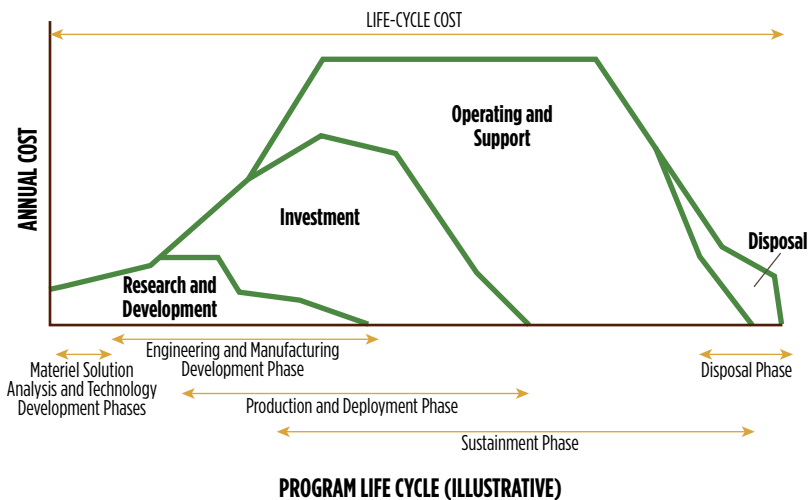 LIFE-CYCLE COST
ANNUAL COST
Operating and
Support
Investment
Disposal
Research and
Development
Engineering and Manufacturing
Development Phase
Materiel Solution
Analysis and Technology
Development Phases
Disposal Phase
Production and Deployment Phase
Sustainment Phase
PROGRAM LIFE CYCLE (ILLUSTRATIVE)